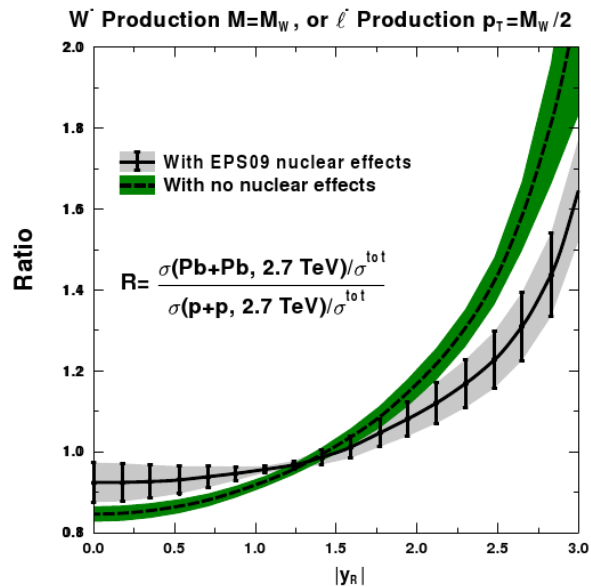 W⁻ Production M=M_W, or ℓ⁻ Production p_T=M_W/2
2.0
1.8
1.6
1.4
1.2
1.0
0.8
Ratio
With EPS09 nuclear effects
With no nuclear effects
R= σ(Pb+Pb, 2.7 TeV)/σ^tot
σ(p+p, 2.7 TeV)/σ^tot
0.0 0.5 1.0 1.5 2.0 2.5 3.0
|y_R|